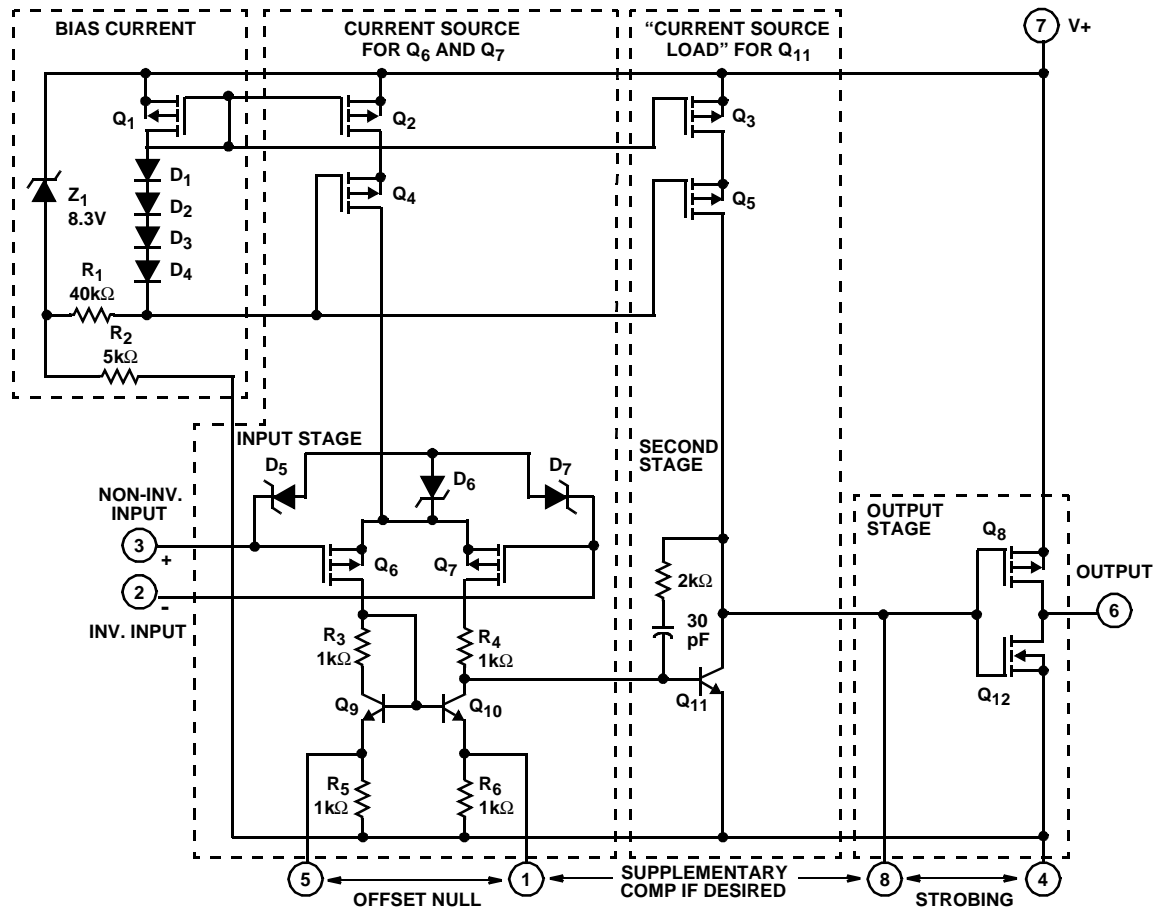 BIAS CURRENT
CURRENT SOURCE
FOR Q6 AND Q7
“CURRENT SOURCE
LOAD” FOR Q11
7
V+
Q1
Q2
Q3
D1
D2
D3
D4
Z1
8.3V
Q4
Q5
R1
40kΩ
R2
5kΩ
INPUT STAGE
SECOND
STAGE
D5
D6
D7
NON-INV.
INPUT
3
+
2
-
INV. INPUT
Q6
Q7
OUTPUT
STAGE
Q8
OUTPUT
6
2kΩ
30
pF
R3
1kΩ
R4
1kΩ
Q9
Q10
Q11
Q12
R5
1kΩ
R6
1kΩ
5
OFFSET NULL
1
SUPPLEMENTARY
COMP IF DESIRED
8
STROBING
4